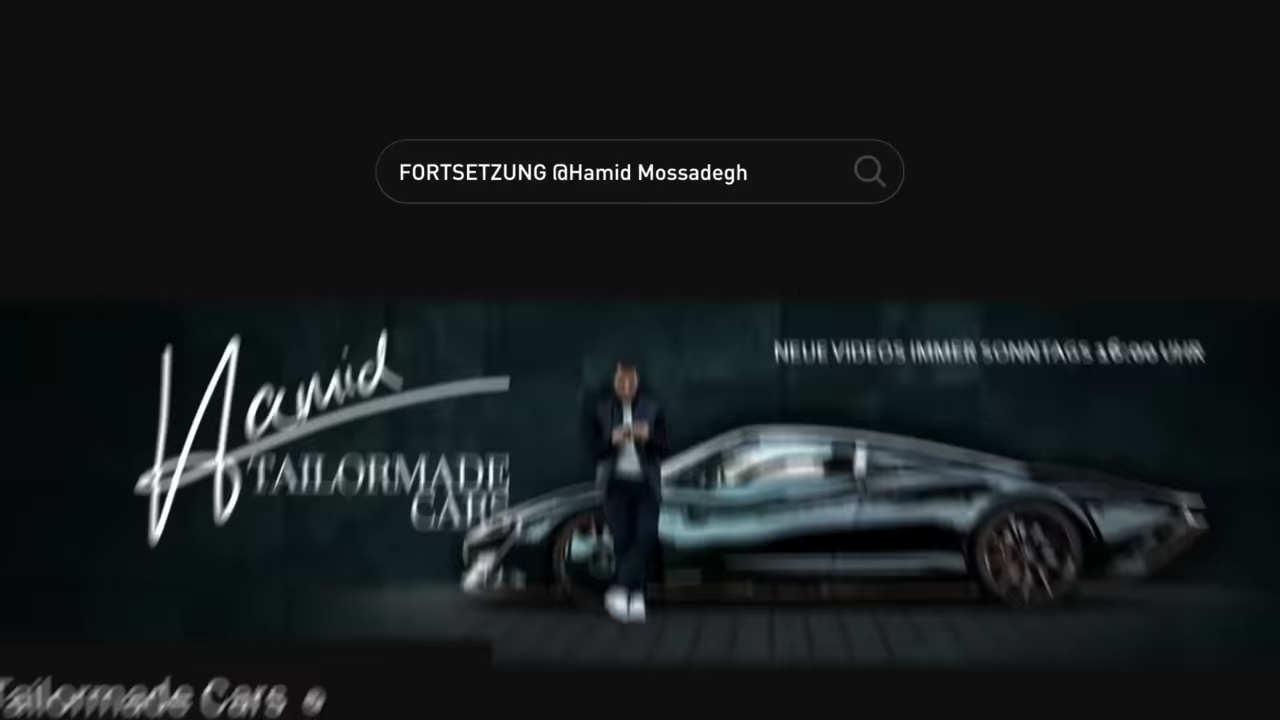 FORTSETZUNG @Hamid Mossadegh
NEUE VIDEOS IMMER SONNTAGS 18:00 UHR
Hamid
TAILORMADE
CARS
Tailormade Cars